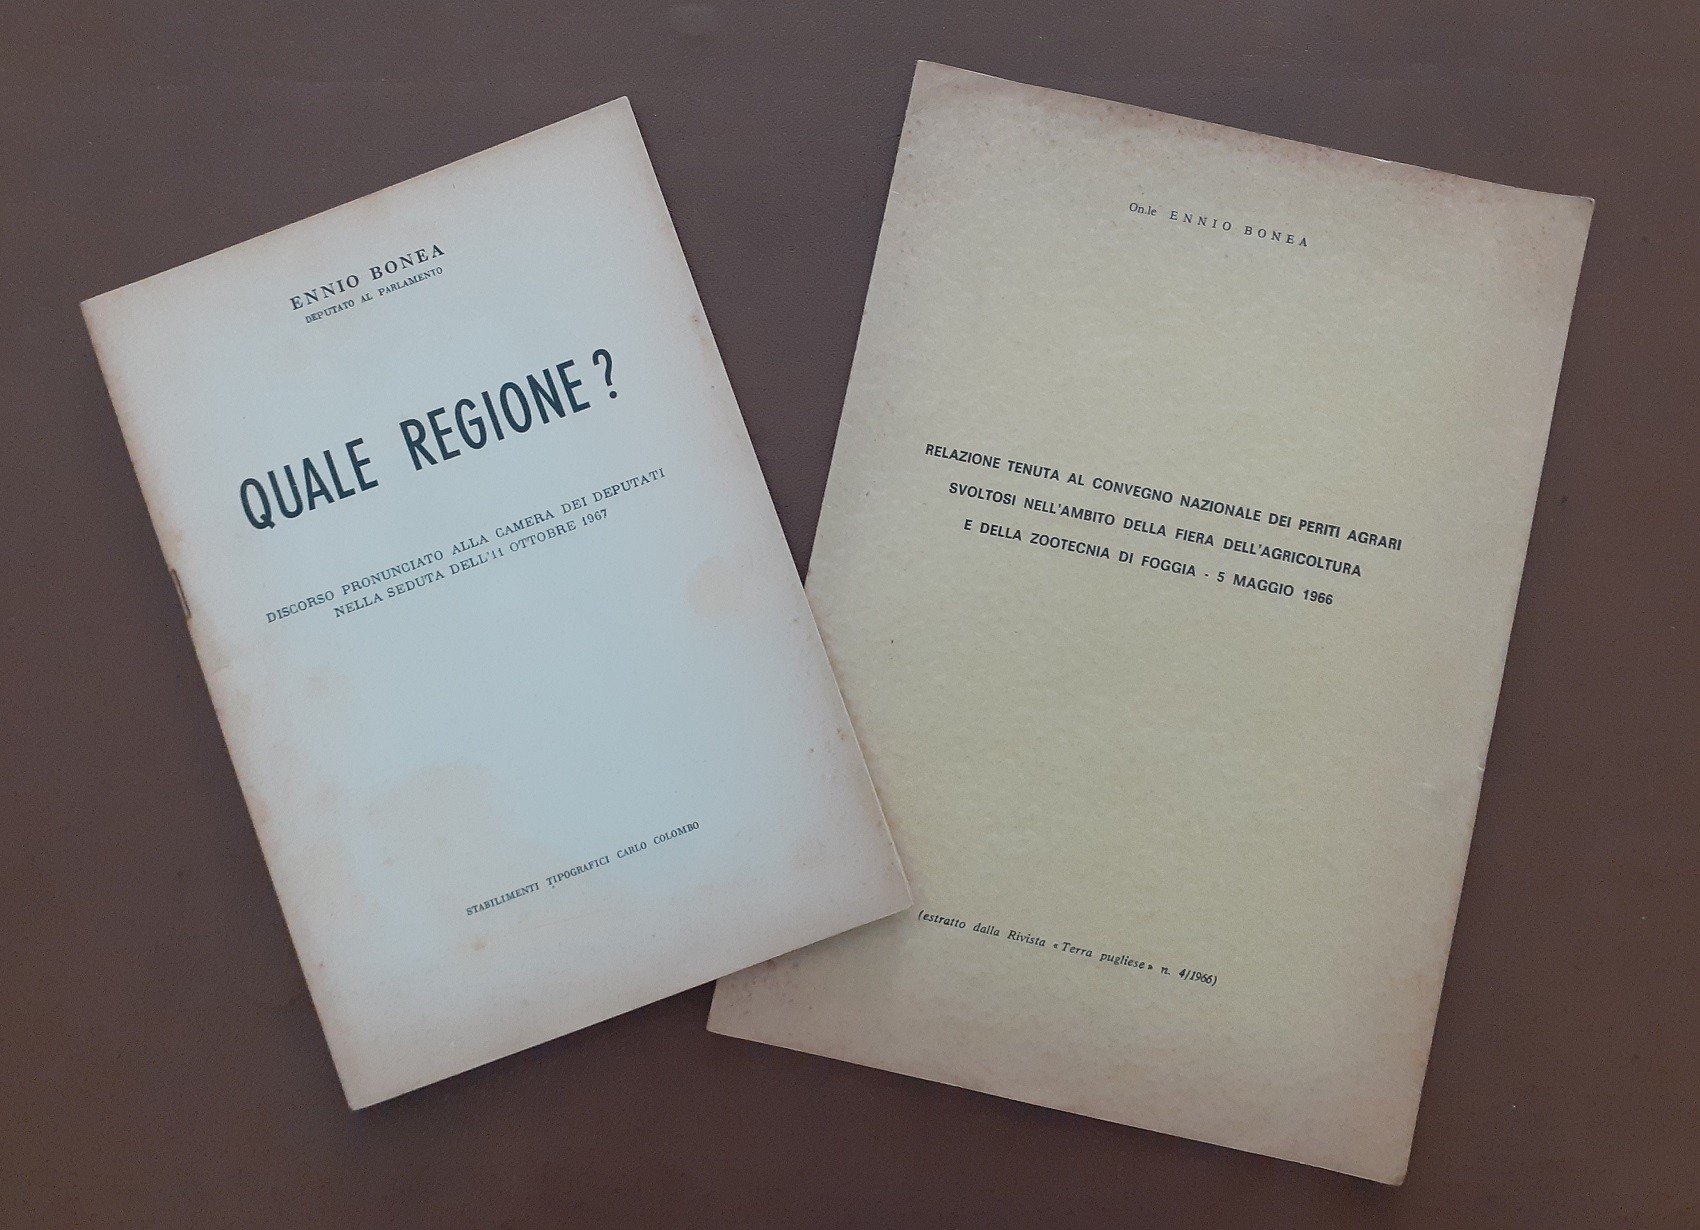 ENNIO BONEA
DEPUTATO AL PARLAMENTO
QUALE REGIONE ?
DISCORSO PRONUNCIATO ALLA CAMERA DEI DEPUTATI
NELLA SEDUTA DELL'11 OTTOBRE 1967
STABILIMENTI TIPOGRAFICI CARLO COLOMBO
On.le ENNIO BONEA
RELAZIONE TENUTA AL CONVEGNO NAZIONALE DEI PERITI AGRARI
SVOLTOSI NELL'AMBITO DELLA FIERA DELL'AGRICOLTURA
E DELLA ZOOTECNIA DI FOGGIA - 5 MAGGIO 1966
(estratto dalla Rivista « Terra pugliese » n. 4/1966)